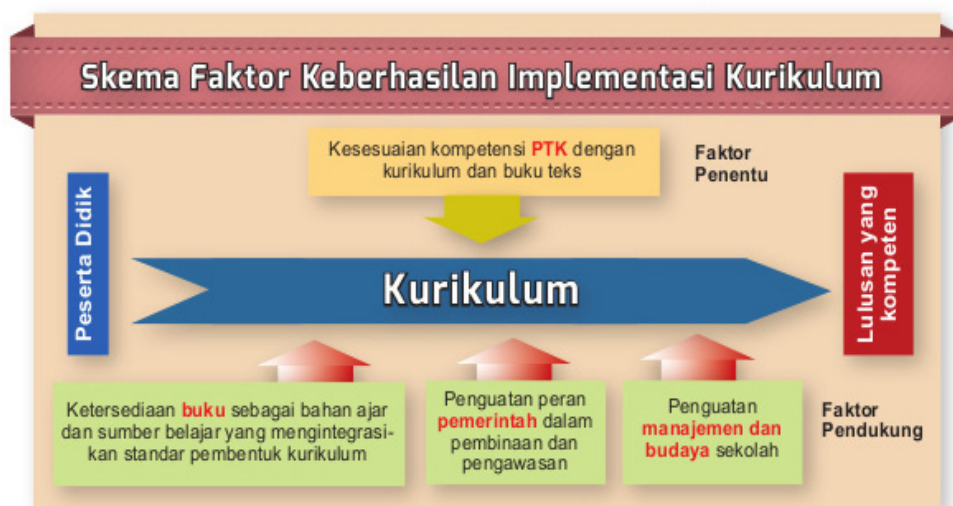 Skema Faktor Keberhasilan Implementasi Kurikulum
Kesesuaian kompetensi PTK dengan
kurikulum dan buku teks
Faktor
Penentu
Peserta Didik
Kurikulum
Lulusan yang
kompeten
Ketersediaan buku sebagai bahan ajar
dan sumber belajar yang mengintegrasi-
kan standar pembentuk kurikulum
Penguatan peran
pemerintah dalam
pembinaan dan
pengawasan
Penguatan
manajemen dan
budaya sekolah
Faktor
Pendukung